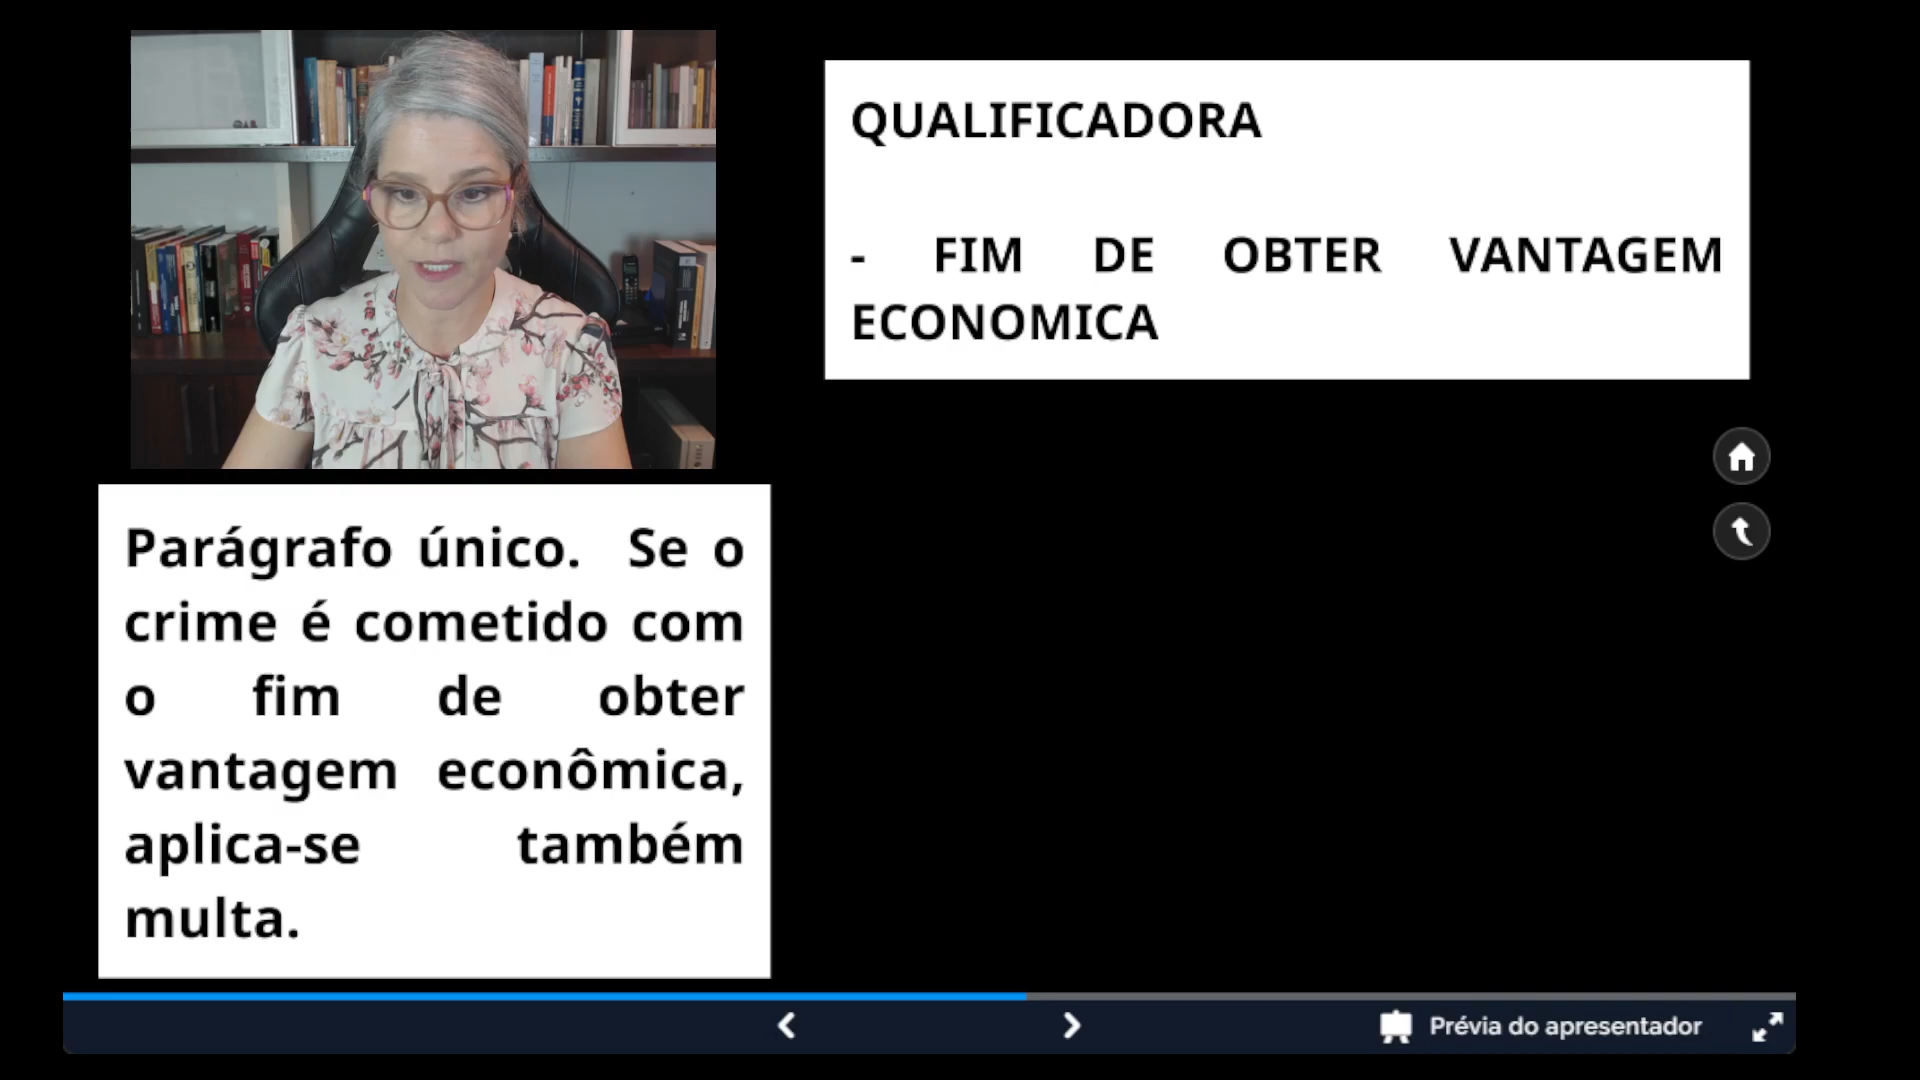 QUALIFICADORA
- FIM DE OBTER VANTAGEM
ECONOMICA
Parágrafo único. Se o
crime é cometido com
o fim de obter
vantagem econômica,
aplica-se também
multa.
Prévia do apresentador